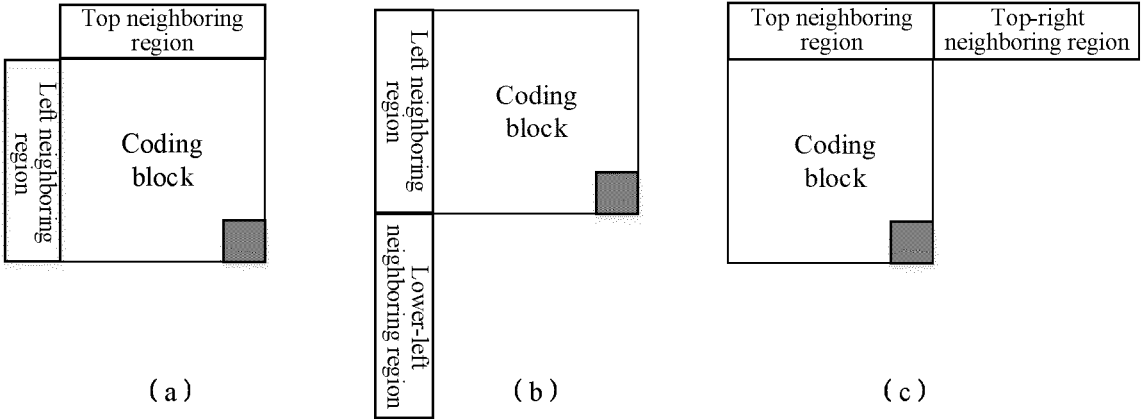 Top neighboring
region
Left neighboring
region
Coding
block
(a)
Left neighboring
region
Coding
block
Lower-left
neighboring region
(b)
Top neighboring
region
Top-right
neighboring region
Coding
block
(c)